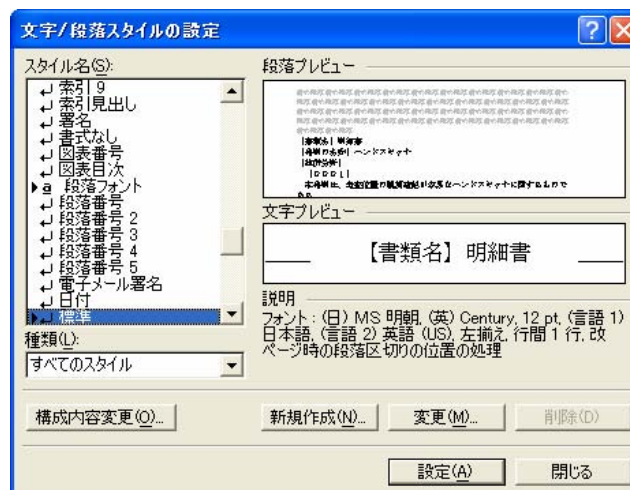 文字/段落スタイルの設定
スタイル名(S):
索引 9
索引見出し
署名
書式なし
図表番号
図表目次
a 段落フォント
段落番号
段落番号 2
段落番号 3
段落番号 4
段落番号 5
電子メール署名
日付
標準
種類(L):
すべてのスタイル
段落プレビュー
文字プレビュー
【書類名】 明細書
説明
フォント : (日) MS 明朝, (英) Century, 12 pt, (言語 1)
日本語, (言語 2) 英語 (US), 左揃え, 行間 1 行, 改
ページ時の段落区切りの位置の処理
構成内容変更(O)...
新規作成(N)...
変更(M)...
削除(D)
設定(A)
閉じる